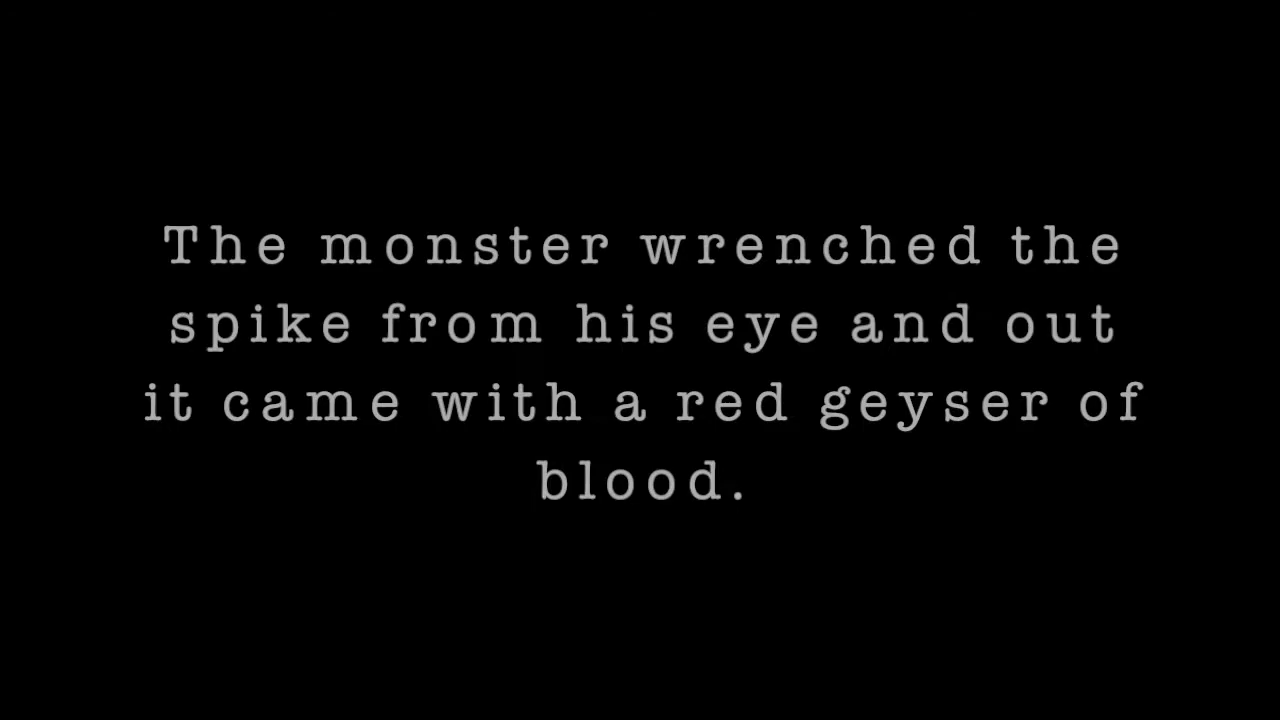 The monster wrenched the
spike from his eye and out
it came with a red geyser of
blood.